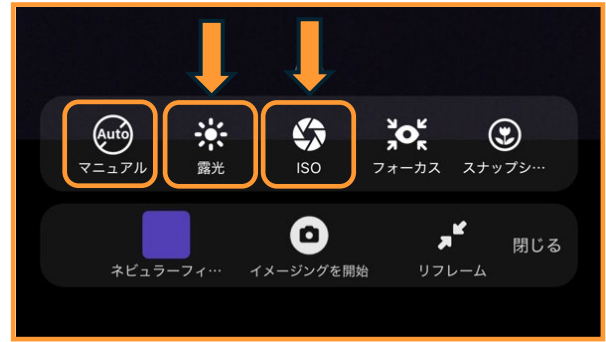 Auto
マニュアル
露光
ISO
フォーカス
スナップシ…
ネビュラーフィ…
イメージングを開始
リフレーム
閉じる